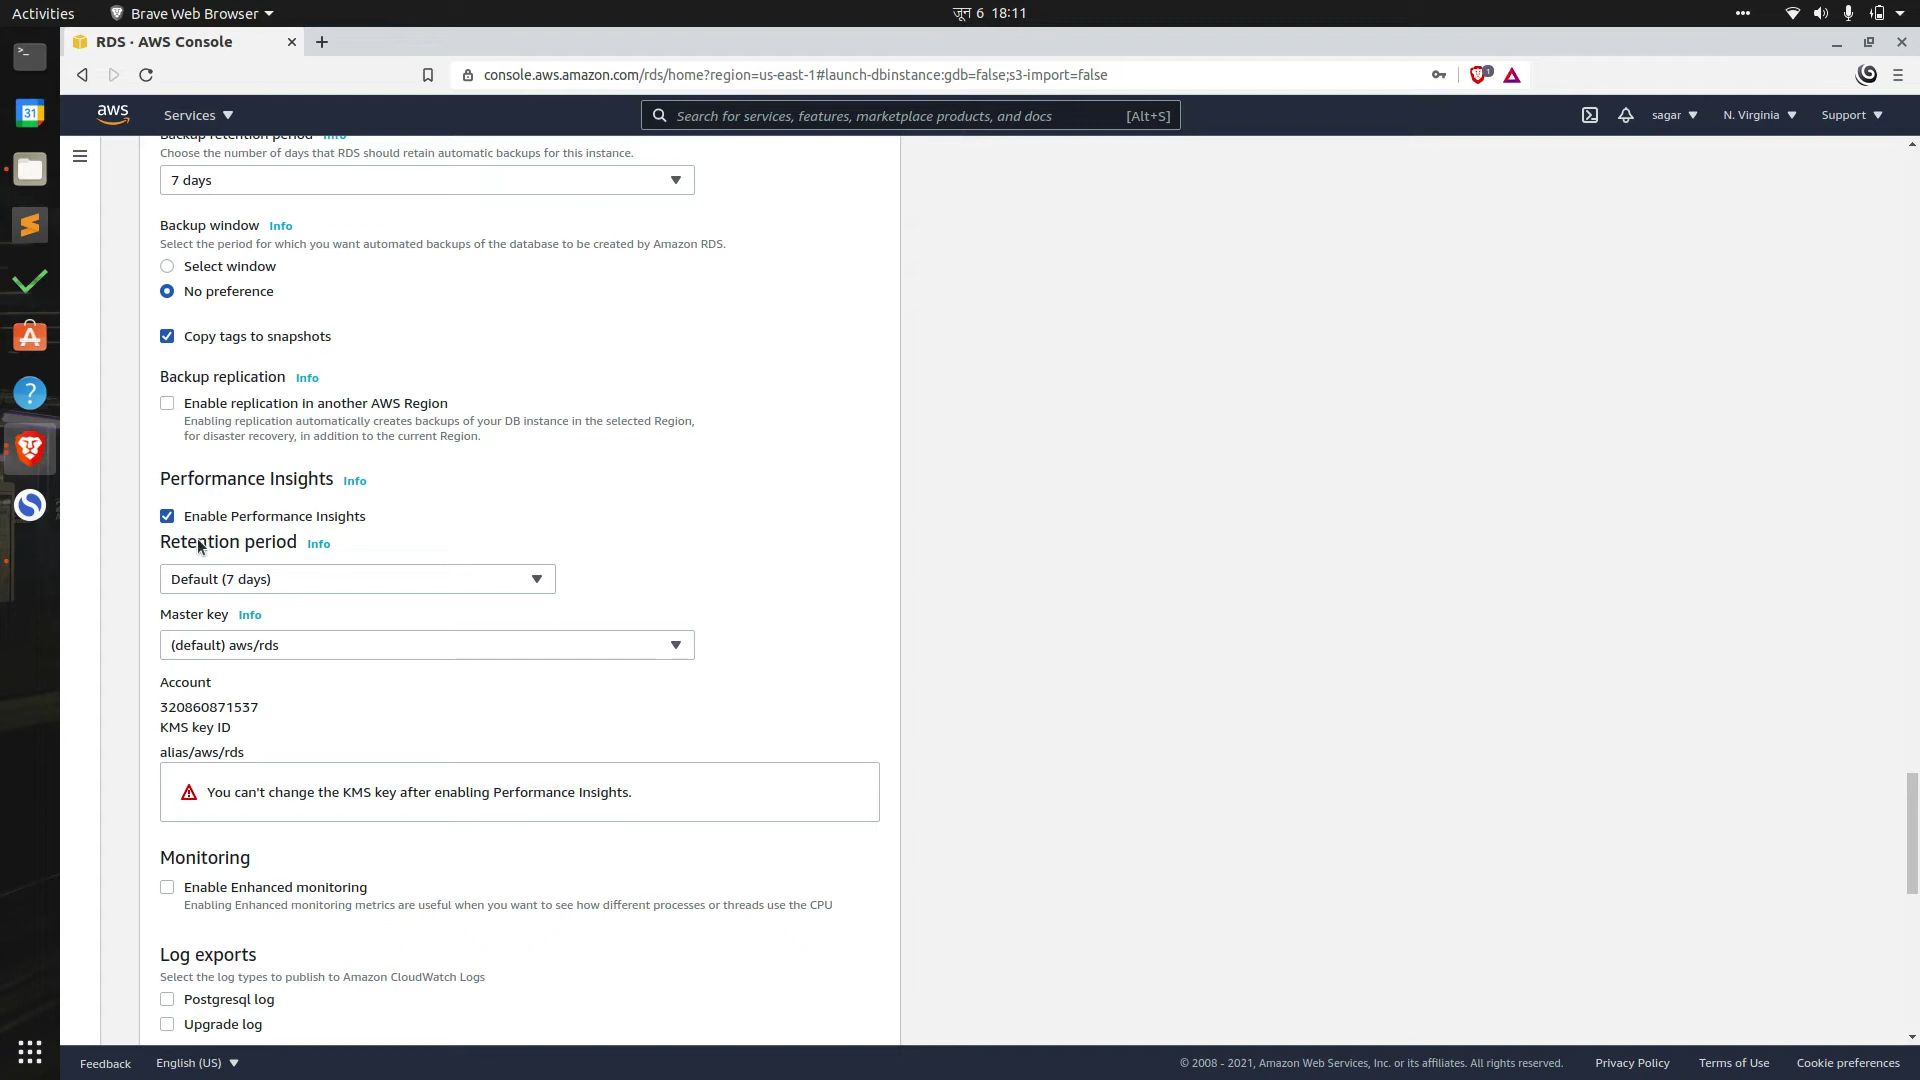 Activities
Brave Web Browser
जून 6 18:11
RDS · AWS Console
console.aws.amazon.com/rds/home?region=us-east-1#launch-dbinstance:gdb=false;s3-import=false
1
aws
Services
Search for services, features, marketplace products, and docs
[Alt+S]
sagar
N. Virginia
Support
31
Backup retention period Info
Choose the number of days that RDS should retain automatic backups for this instance.
7 days
Backup window Info
Select the period for which you want automated backups of the database to be created by Amazon RDS.
Select window
No preference
Copy tags to snapshots
Backup replication Info
Enable replication in another AWS Region
Enabling replication automatically creates backups of your DB instance in the selected Region,
for disaster recovery, in addition to the current Region.
Performance Insights Info
Enable Performance Insights
Retention period Info
Default (7 days)
Master key Info
(default) aws/rds
Account
320860871537
KMS key ID
alias/aws/rds
You can't change the KMS key after enabling Performance Insights.
Monitoring
Enable Enhanced monitoring
Enabling Enhanced monitoring metrics are useful when you want to see how different processes or threads use the CPU
Log exports
Select the log types to publish to Amazon CloudWatch Logs
Postgresql log
Upgrade log
Feedback
English (US)
© 2008 - 2021, Amazon Web Services, Inc. or its affiliates. All rights reserved.
Privacy Policy
Terms of Use
Cookie preferences